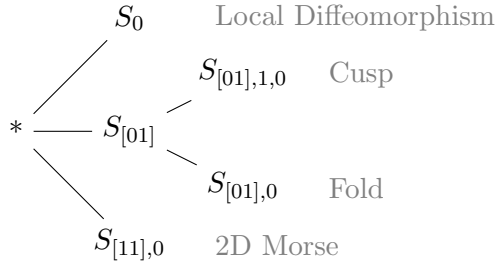 S_0 Local Diffeomorphism
S_{[01],1,0} Cusp
* S_{[01]}
S_{[01],0} Fold
S_{[11],0} 2D Morse